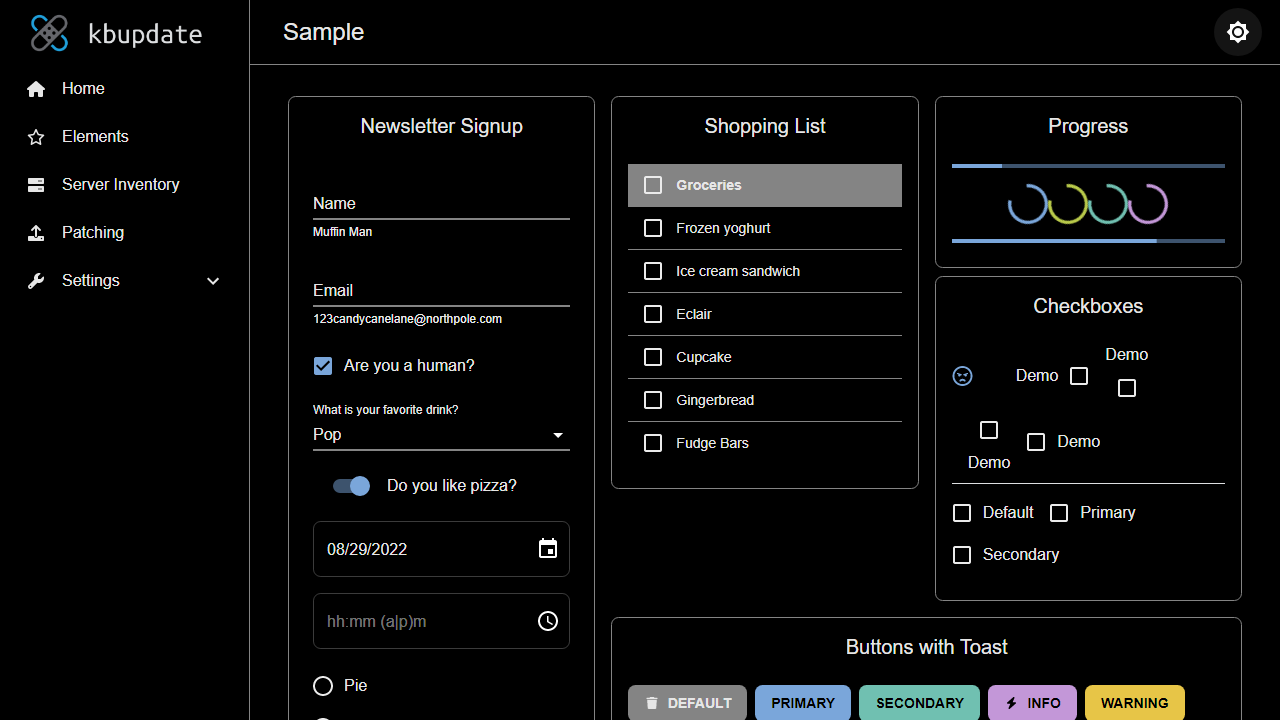 kbupdate
Home
Elements
Server Inventory
Patching
Settings
Sample
Newsletter Signup
Name
Muffin Man
Email
123candycanelane@northpole.com
Are you a human?
What is your favorite drink?
Pop
Do you like pizza?
08/29/2022
hh:mm (a|p)m
Pie
Shopping List
Groceries
Frozen yoghurt
Ice cream sandwich
Eclair
Cupcake
Gingerbread
Fudge Bars
Progress
Checkboxes
Demo
Demo
Demo
Demo
Default
Primary
Secondary
Buttons with Toast
DEFAULT
PRIMARY
SECONDARY
INFO
WARNING